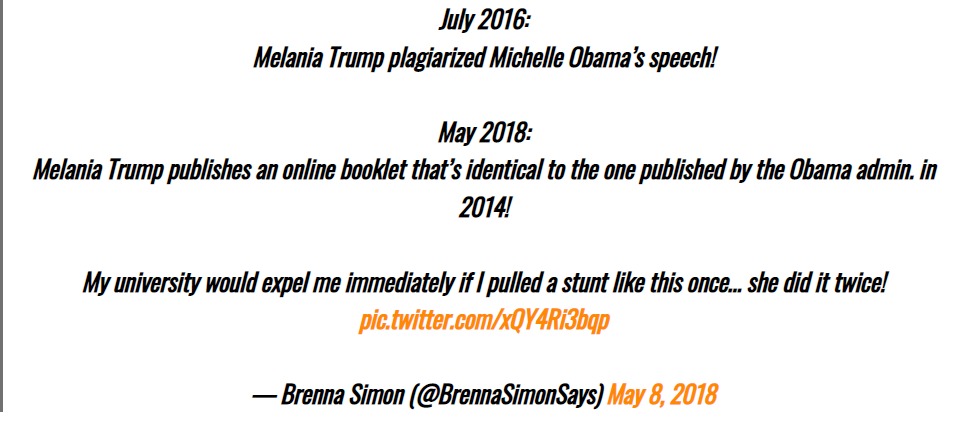 July 2016:
Melania Trump plagiarized Michelle Obama’s speech!
May 2018:
Melania Trump publishes an online booklet that’s identical to the one published by the Obama admin. in
2014!
My university would expel me immediately if I pulled a stunt like this once… she did it twice!
pic.twitter.com/xQY4Ri3bqp
— Brenna Simon (@BrennaSimonSays) May 8, 2018